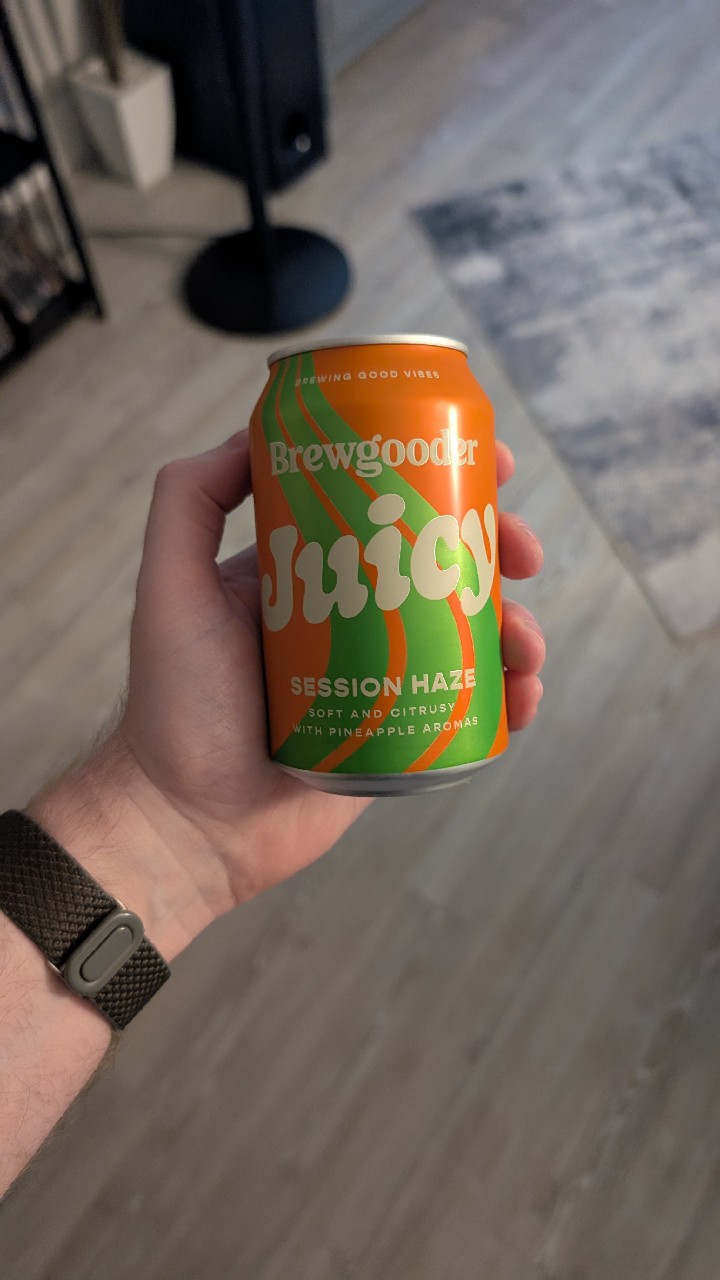 BREWING GOOD VIBES
Brewgooder
Juicy
SESSION HAZE
SOFT AND CITRUSY
WITH PINEAPPLE AROMAS